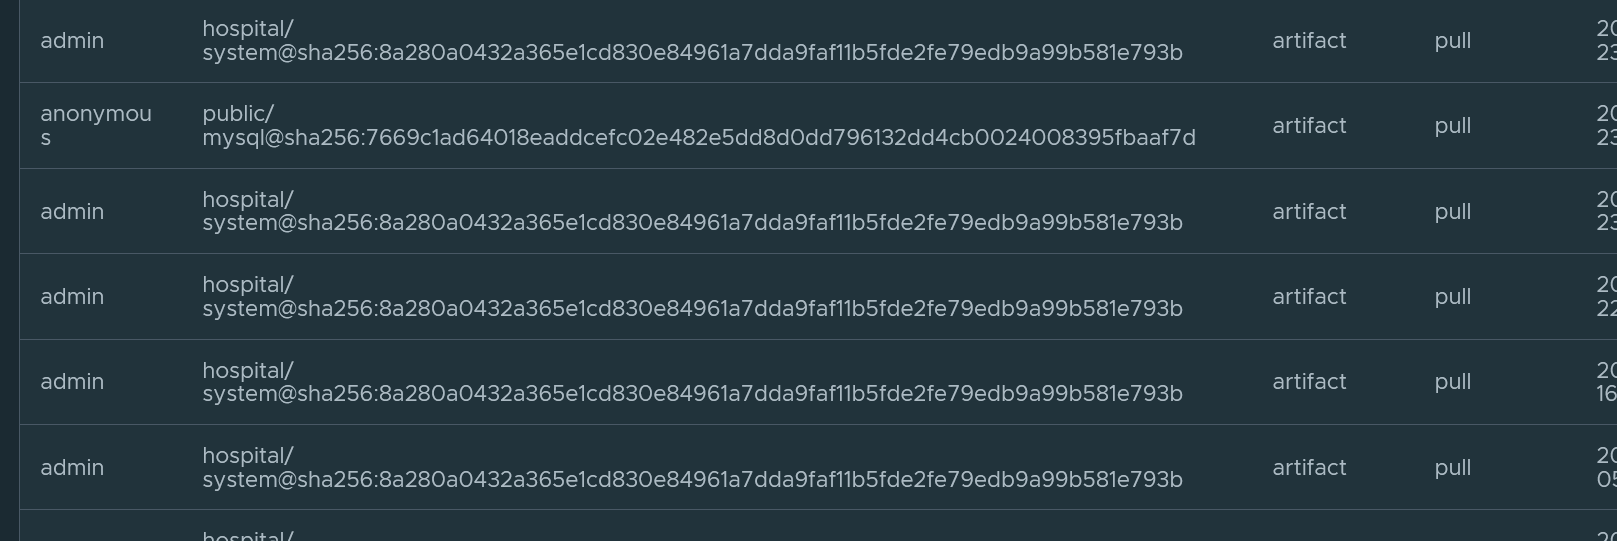 admin hospital/ artifact pull 20
system@sha256:8a280a0432a365e1cd830e84961a7dda9faf11b5fde2fe79edb9a99b581e793b 23
anonymou public/ artifact pull 20
s mysql@sha256:7669c1ad64018eaddcefc02e482e5dd8d0dd796132dd4cb0024008395fbaaf7d 23
admin hospital/ artifact pull 20
system@sha256:8a280a0432a365e1cd830e84961a7dda9faf11b5fde2fe79edb9a99b581e793b 23
admin hospital/ artifact pull 20
system@sha256:8a280a0432a365e1cd830e84961a7dda9faf11b5fde2fe79edb9a99b581e793b 22
admin hospital/ artifact pull 20
system@sha256:8a280a0432a365e1cd830e84961a7dda9faf11b5fde2fe79edb9a99b581e793b 16
admin hospital/ artifact pull 20
system@sha256:8a280a0432a365e1cd830e84961a7dda9faf11b5fde2fe79edb9a99b581e793b 05
hospital/ 20